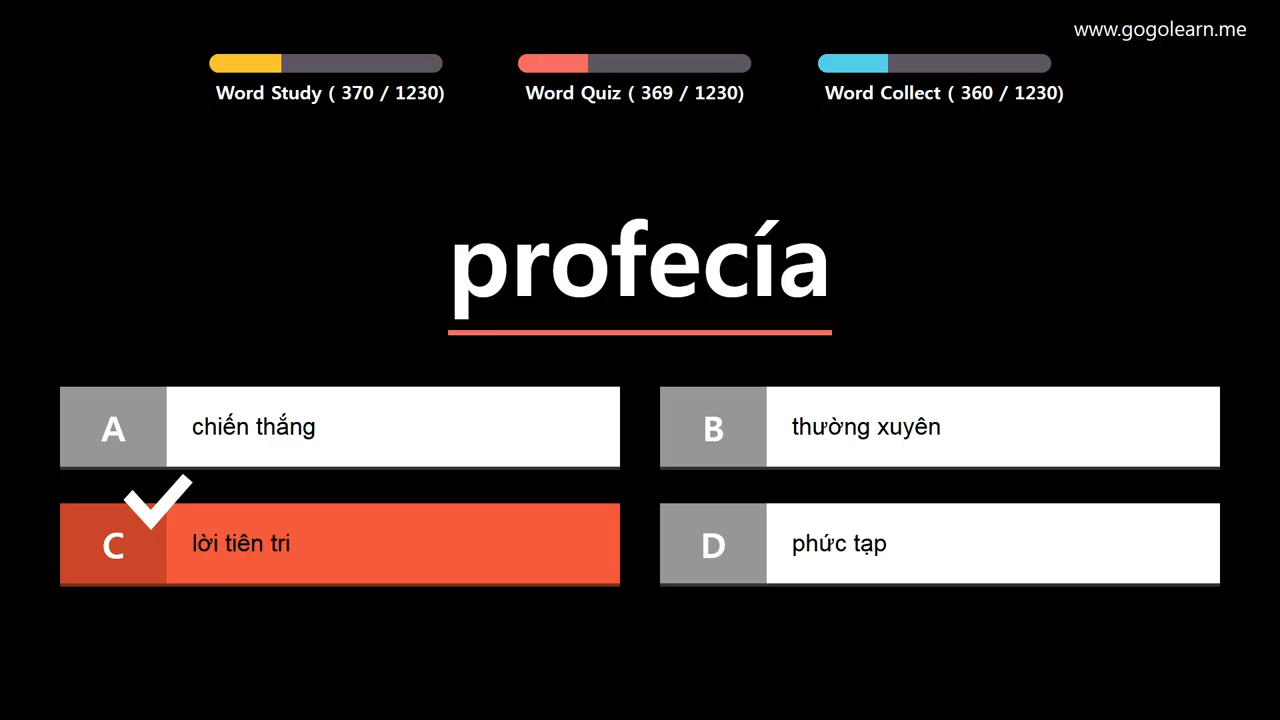 www.gogolearn.me
Word Study ( 370 / 1230)
Word Quiz ( 369 / 1230)
Word Collect ( 360 / 1230)
profecía
A
chiến thắng
B
thường xuyên
C
lời tiên tri
D
phức tạp